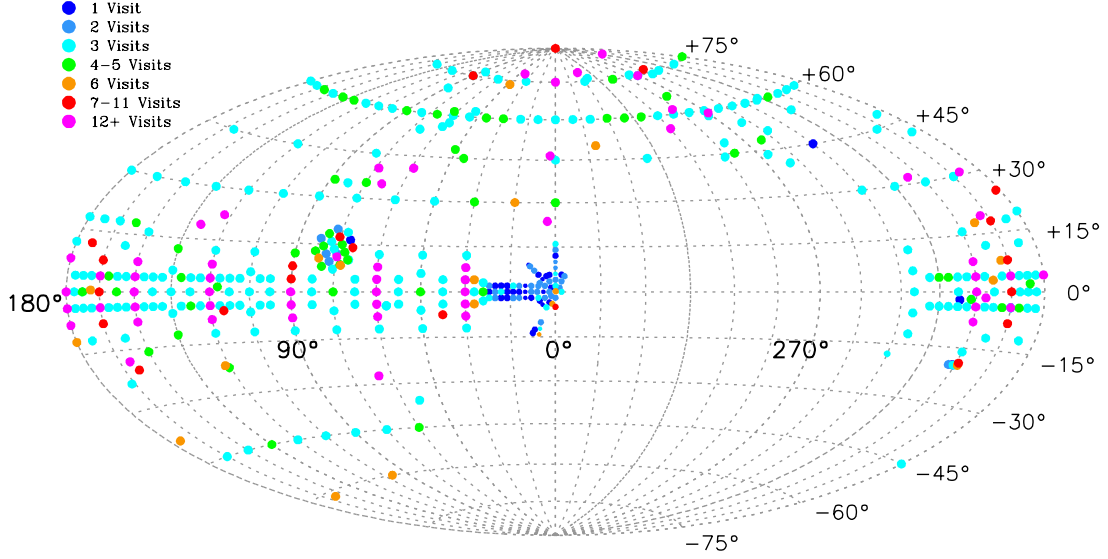 1 Visit
2 Visits
3 Visits
4-5 Visits
6 Visits
7-11 Visits
12+ Visits
+75°
+60°
+45°
+30°
+15°
180°
0°
90°
0°
270°
-15°
-30°
-45°
-60°
-75°